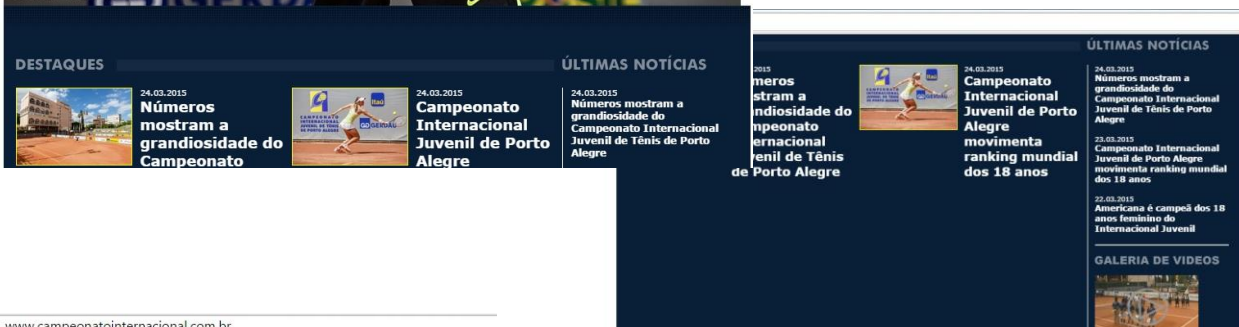 DESTAQUES
ÚLTIMAS NOTÍCIAS
24.03.2015
Números
mostram a
grandiosidade do
Campeonato
24.03.2015
Campeonato
Internacional
Juvenil de Porto
Alegre
24.03.2015
Números mostram a
grandiosidade do
Campeonato Internacional
Juvenil de Tênis de Porto
Alegre
ÚLTIMAS NOTÍCIAS
2015
meros
stram a
ndiosidade do
mpeonato
ernacional
venil de Tênis
de Porto Alegre
24.03.2015
Campeonato
Internacional
Juvenil de Porto
Alegre
movimenta
ranking mundial
dos 18 anos
24.03.2015
Números mostram a
grandiosidade do
Campeonato Internacional
Juvenil de Tênis de Porto
Alegre
23.03.2015
Campeonato Internacional
Juvenil de Porto Alegre
movimenta ranking mundial
dos 18 anos
22.03.2015
Americana é campeã dos 18
anos feminino do
Internacional Juvenil
GALERIA DE VIDEOS
www.campeonatointernacional.com.br